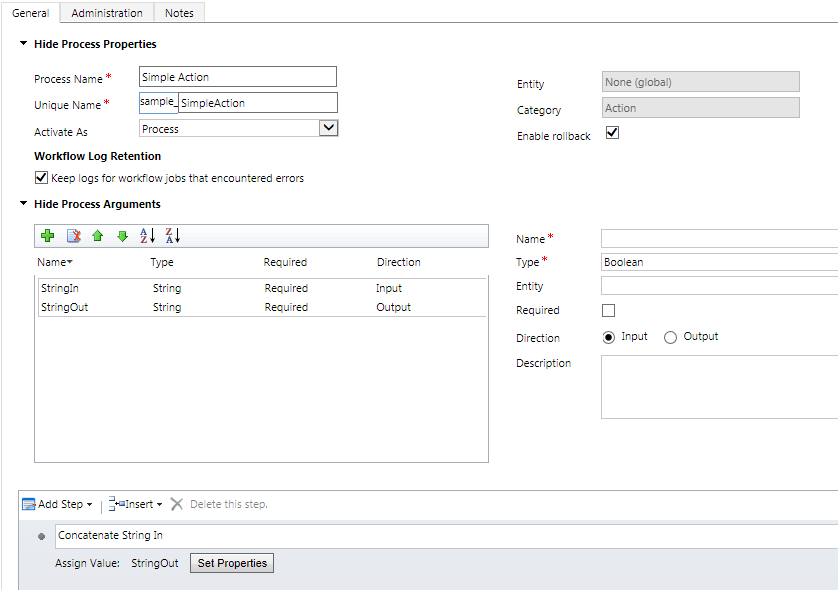 General Administration Notes
Hide Process Properties
Process Name * Simple Action
Unique Name * sample_ SimpleAction
Activate As Process
Entity None (global)
Category Action
Enable rollback
Workflow Log Retention
Keep logs for workflow jobs that encountered errors
Hide Process Arguments
Name Type Required Direction
StringIn String Required Input
StringOut String Required Output
Name *
Type * Boolean
Entity
Required
Direction Input Output
Description
Add Step Insert Delete this step.
Concatenate String In
Assign Value: StringOut Set Properties